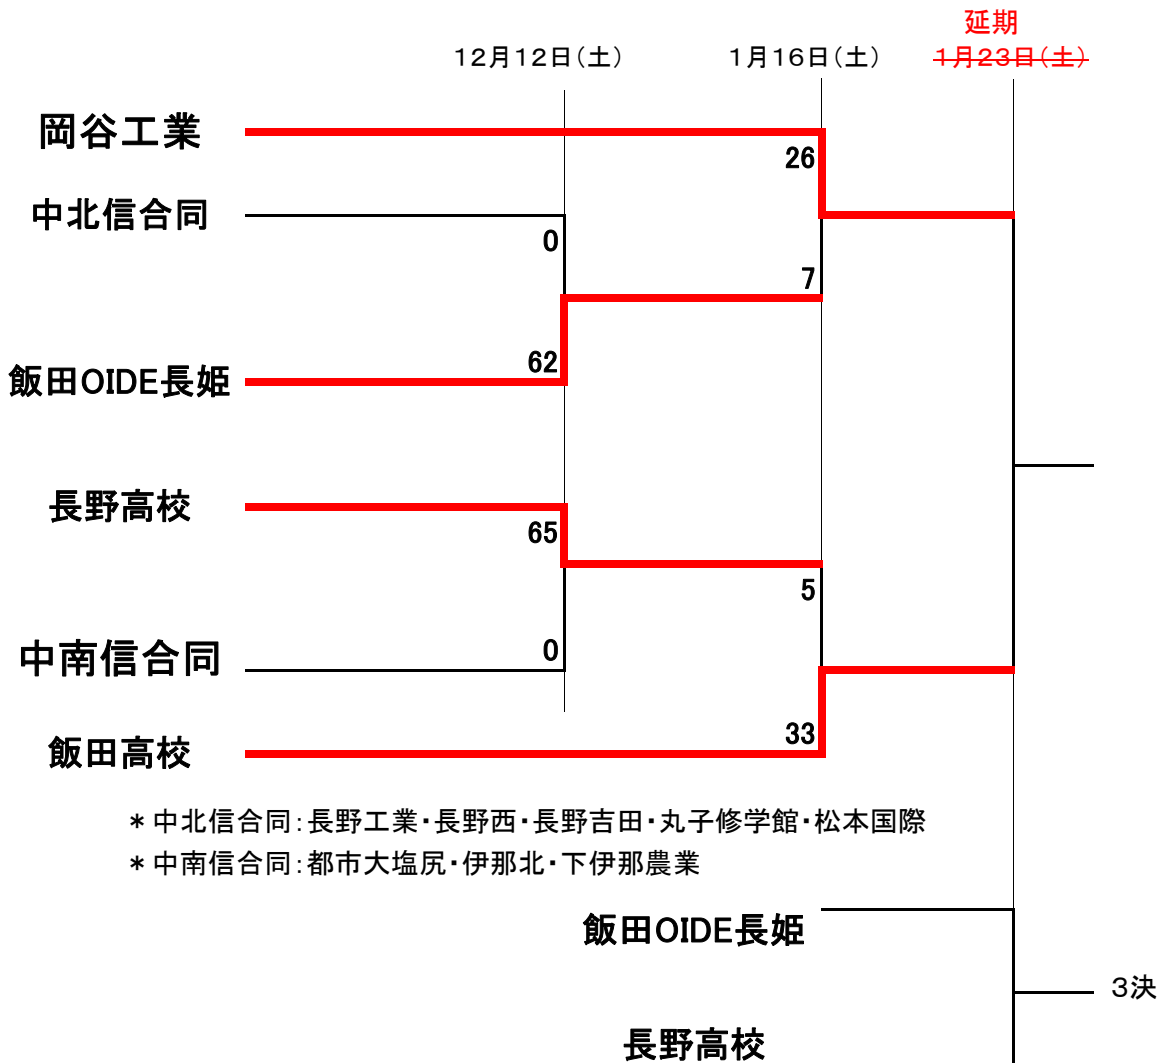 延期
12月12日(土) 1月16日(土) 1月23日(土)
岡谷工業
26
中北信合同
0
7
62
飯田OIDE長姫
長野高校
65
5
0
中南信合同
33
飯田高校
*中北信合同:長野工業・長野西・長野吉田・丸子修学館・松本国際
*中南信合同:都市大塩尻・伊那北・下伊那農業
飯田OIDE長姫
3決
長野高校